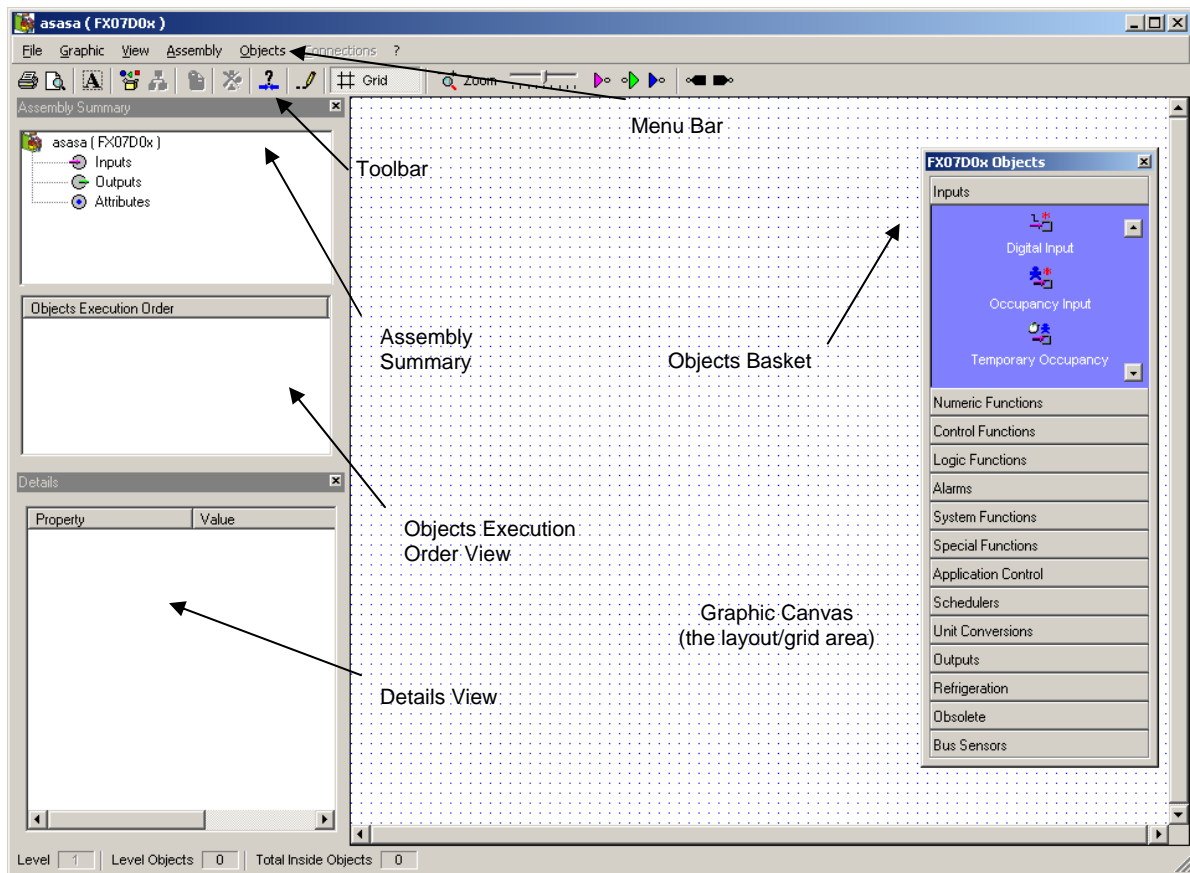 asasa ( FX07D0x )
File Graphic View Assembly Objects Connections ?
Grid Zoom
Assembly Summary
asasa ( FX07D0x )
Inputs
Outputs
Attributes
Objects Execution Order
Details
Property Value
Menu Bar
Toolbar
Assembly
Summary
Objects Basket
Objects Execution
Order View
Graphic Canvas
(the layout/grid area)
Details View
FX07D0x Objects
Inputs
Digital Input
Occupancy Input
Temporary Occupancy
Numeric Functions
Control Functions
Logic Functions
Alarms
System Functions
Special Functions
Application Control
Schedulers
Unit Conversions
Outputs
Refrigeration
Obsolete
Bus Sensors
Level 1 Level Objects 0 Total Inside Objects 0